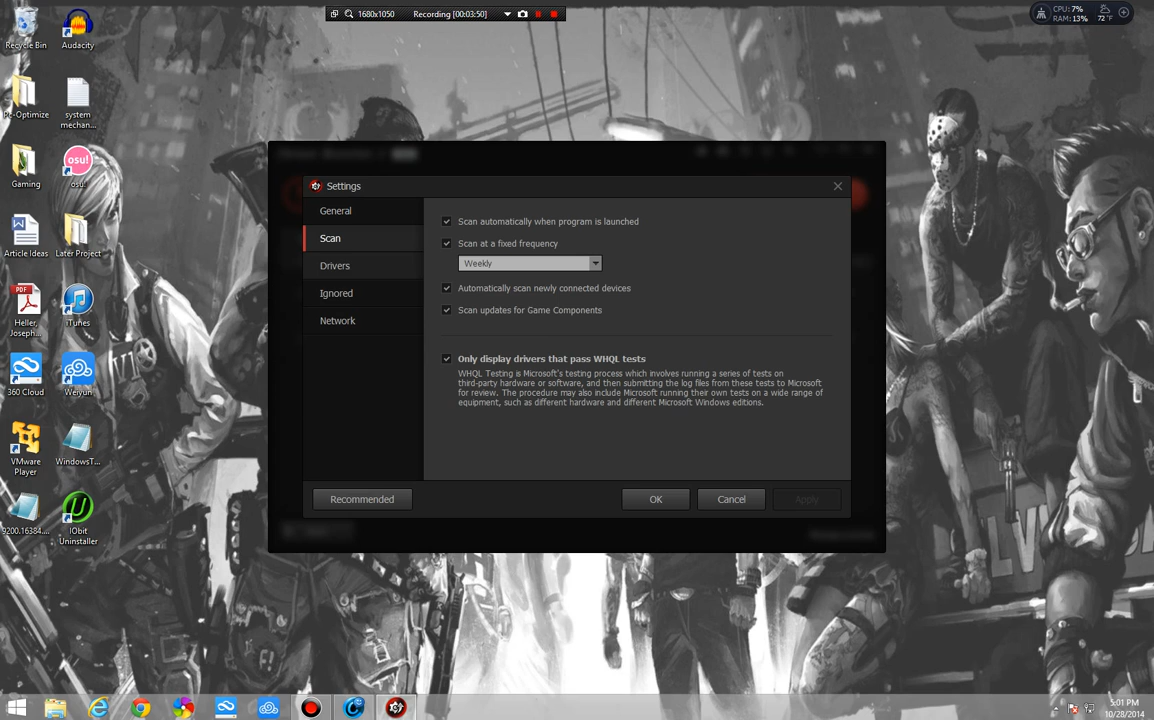 1680x1050
Recording [00:03:50]
CPU: 7%
RAM: 13%
72 °F
Recycle Bin
Audacity
Pc-Optimize
system
mechan...
Gaming
osu!
osu!
Article Ideas
Later Project
PDF
Heller,
Joseph...
iTunes
360 Cloud
Weiyun
VMware
Player
WindowsT...
9200.16384....
IObit
Uninstaller
Settings
General
Scan
Drivers
Ignored
Network
Scan automatically when program is launched
Scan at a fixed frequency
Weekly
Automatically scan newly connected devices
Scan updates for Game Components
Only display drivers that pass WHQL tests
WHQL Testing is Microsoft's testing process which involves running a series of tests on
third-party hardware or software, and then submitting the log files from these tests to Microsoft
for review. The procedure may also include Microsoft running their own tests on a wide range of
equipment, such as different hardware and different Microsoft Windows editions.
Recommended
OK
Cancel
Apply
5:01 PM
10/28/2014